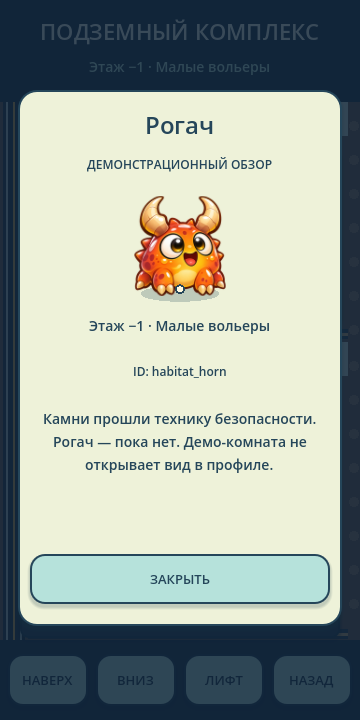 ПОДЗЕМНЫЙ КОМПЛЕКС
Этаж −1 · Малые вольеры
Рогач
ДЕМОНСТРАЦИОННЫЙ ОБЗОР
Этаж −1 · Малые вольеры
ID: habitat_horn
Камни прошли технику безопасности.
Рогач — пока нет. Демо-комната не
открывает вид в профиле.
ЗАКРЫТЬ
НАВЕРХ
ВНИЗ
ЛИФТ
НАЗАД